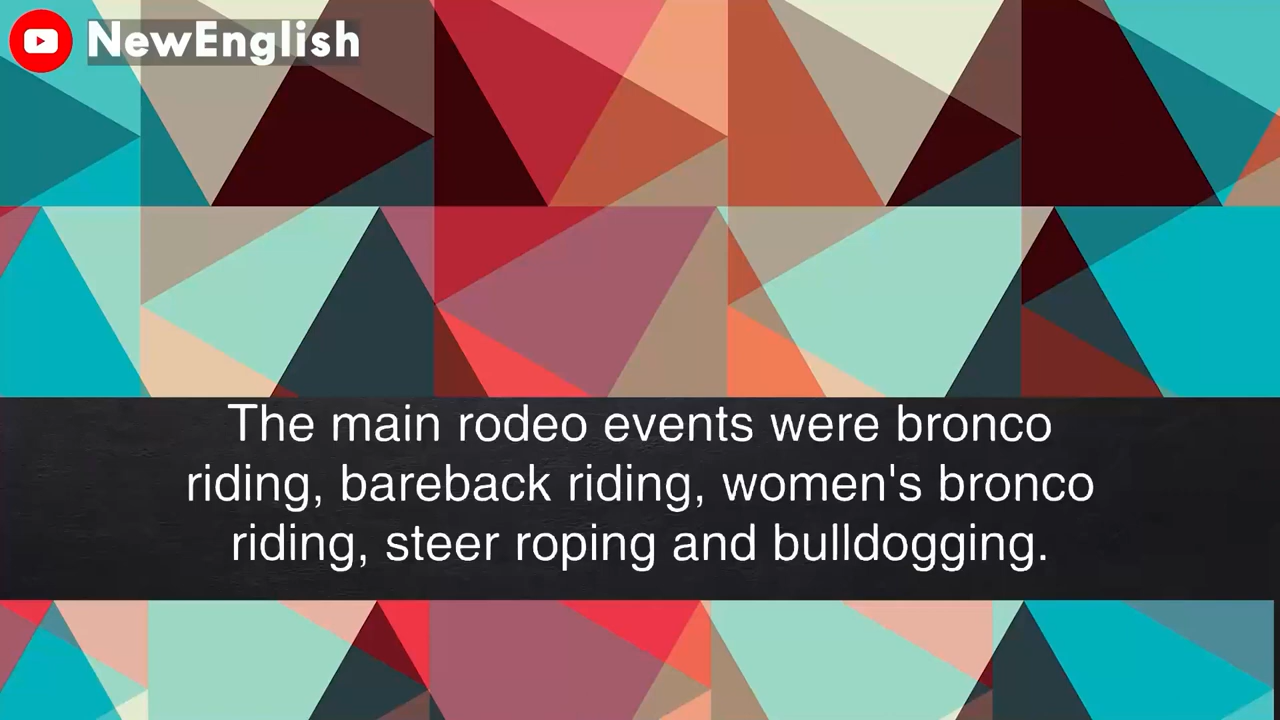 NewEnglish
The main rodeo events were bronco
riding, bareback riding, women's bronco
riding, steer roping and bulldogging.